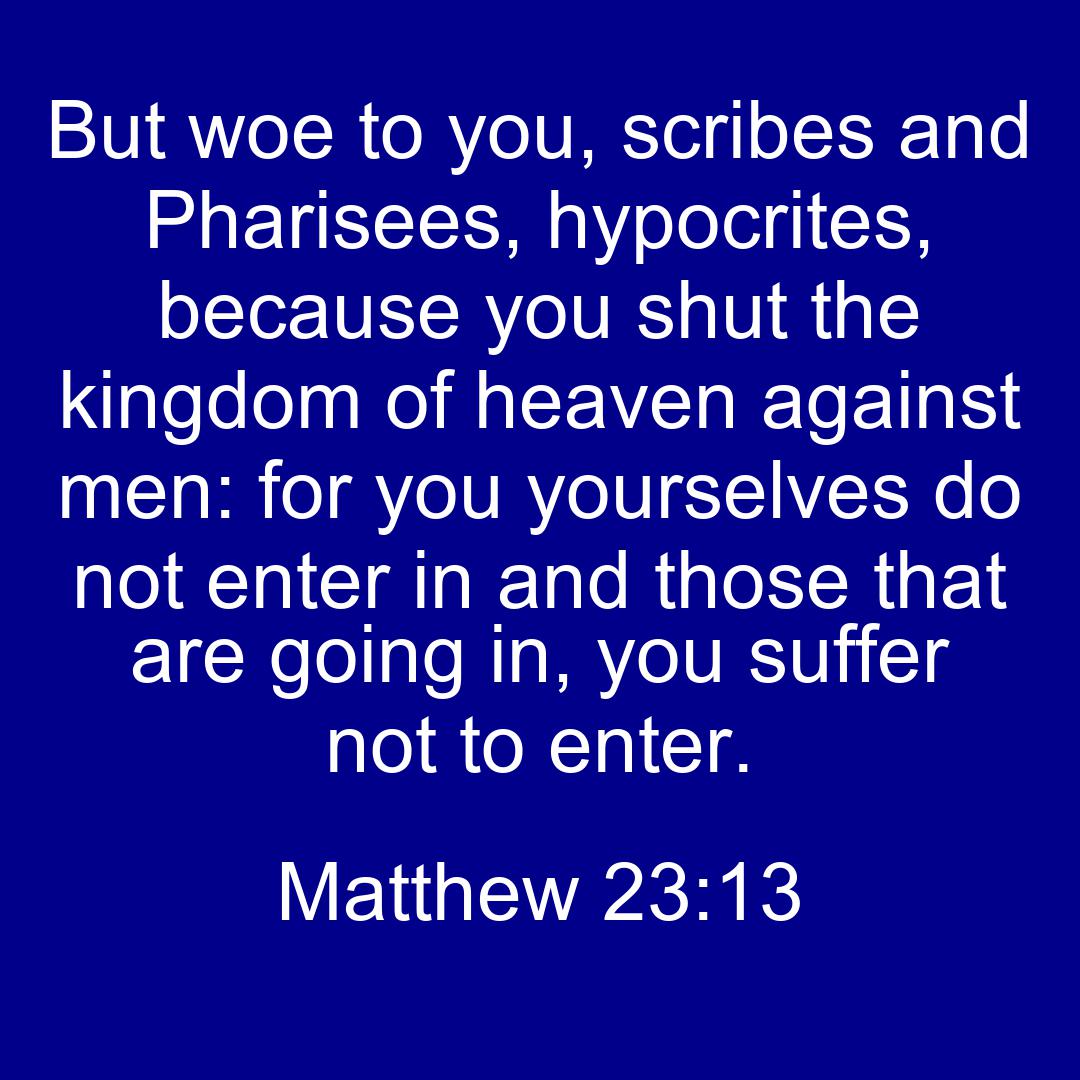 But woe to you, scribes and
Pharisees, hypocrites,
because you shut the
kingdom of heaven against
men: for you yourselves do
not enter in and those that
are going in, you suffer
not to enter.
Matthew 23:13